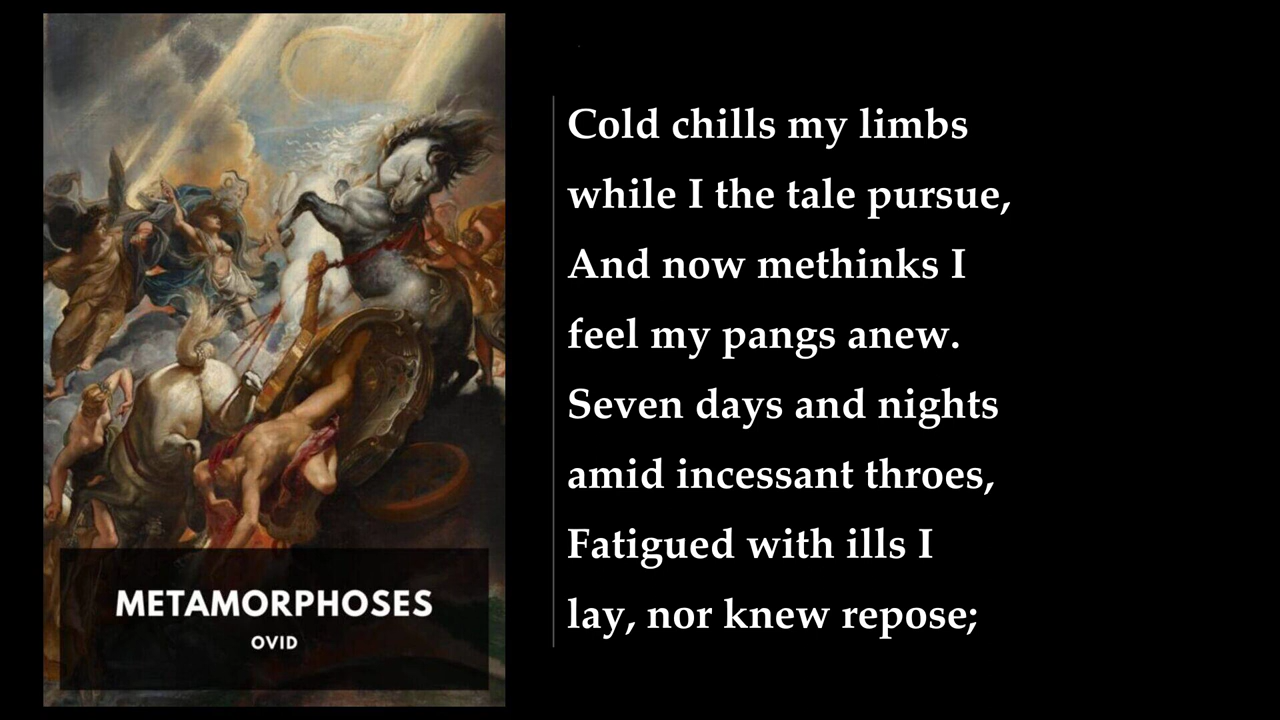 METAMORPHOSES
OVID
Cold chills my limbs
while I the tale pursue,
And now methinks I
feel my pangs anew.
Seven days and nights
amid incessant throes,
Fatigued with ills I
lay, nor knew repose;